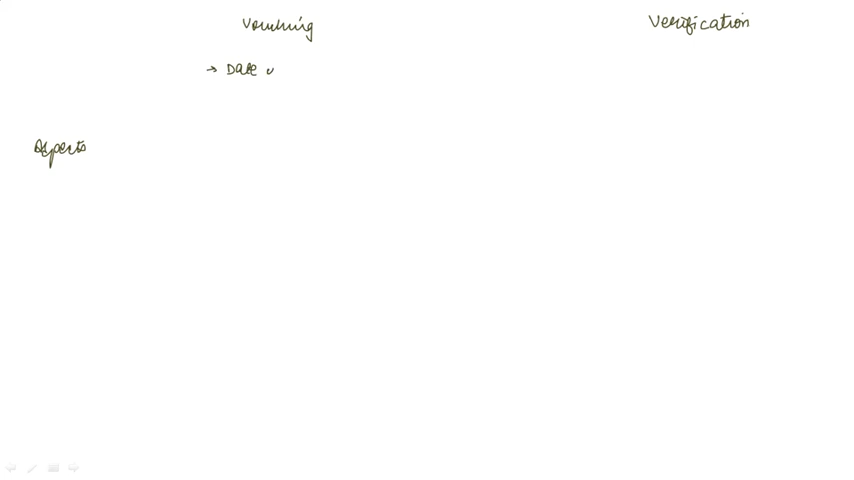 Vouching
Verification
→ Date
Aspects